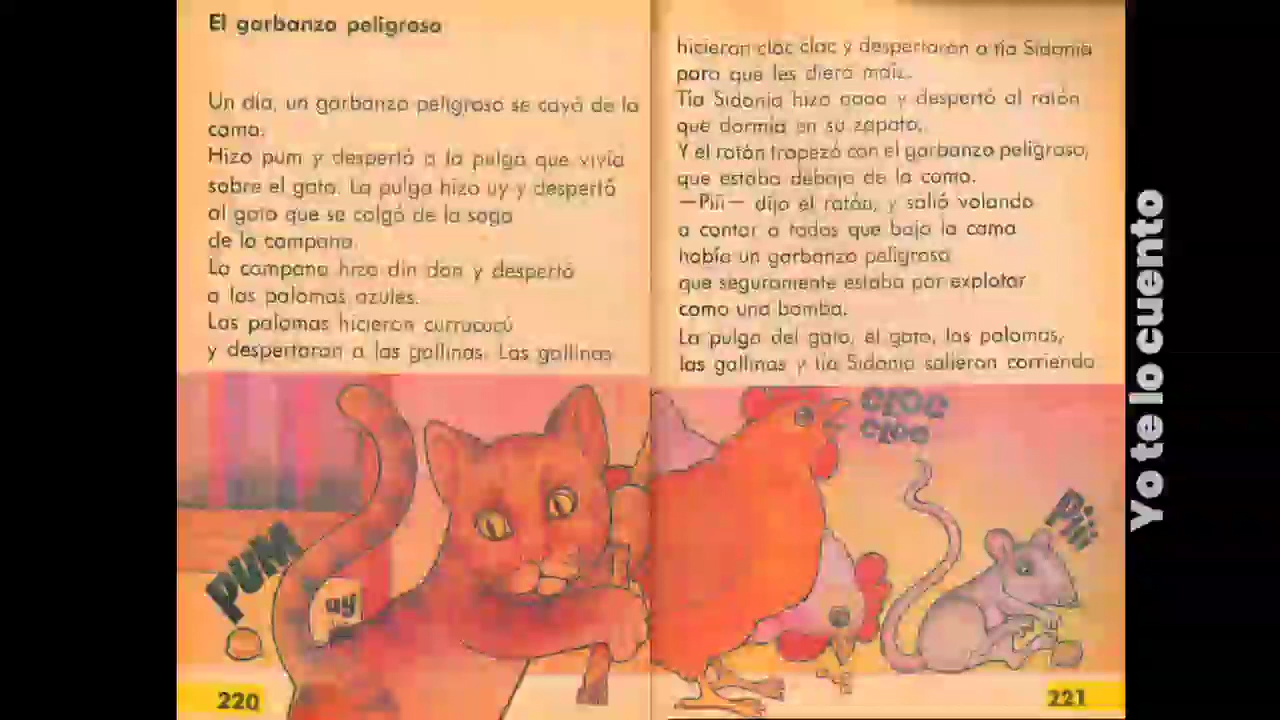 El garbanzo peligroso
Un día, un garbanzo peligroso se cayó de la
cama.
Hizo pum y despertó a la pulga que vivía
sobre el gato. La pulga hizo uy y despertó
al gato que se colgó de la soga
de la campana.
La campana hizo din don y despertó
a las palomas azules.
Las palomas hicieron currucucú
y despertaron a las gallinas. Las gallinas
PUM
ay
220
hicieron cloc cloc y despertaron a tía Sidonia
para que les diera maíz.
Tía Sidonia hizo aaaa y despertó al ratón
que dormía en su zapato.
Y el ratón tropezó con el garbanzo peligroso,
que estaba debajo de la cama.
—Piii— dijo el ratón, y salió volando
a contar a todos que bajo la cama
había un garbanzo peligroso
que seguramente estaba por explotar
como una bomba.
La pulga del gato, el gato, las palomas,
las gallinas y tía Sidonia salieron corriendo
cloc
cloc
Piii
221
Yo te lo cuento